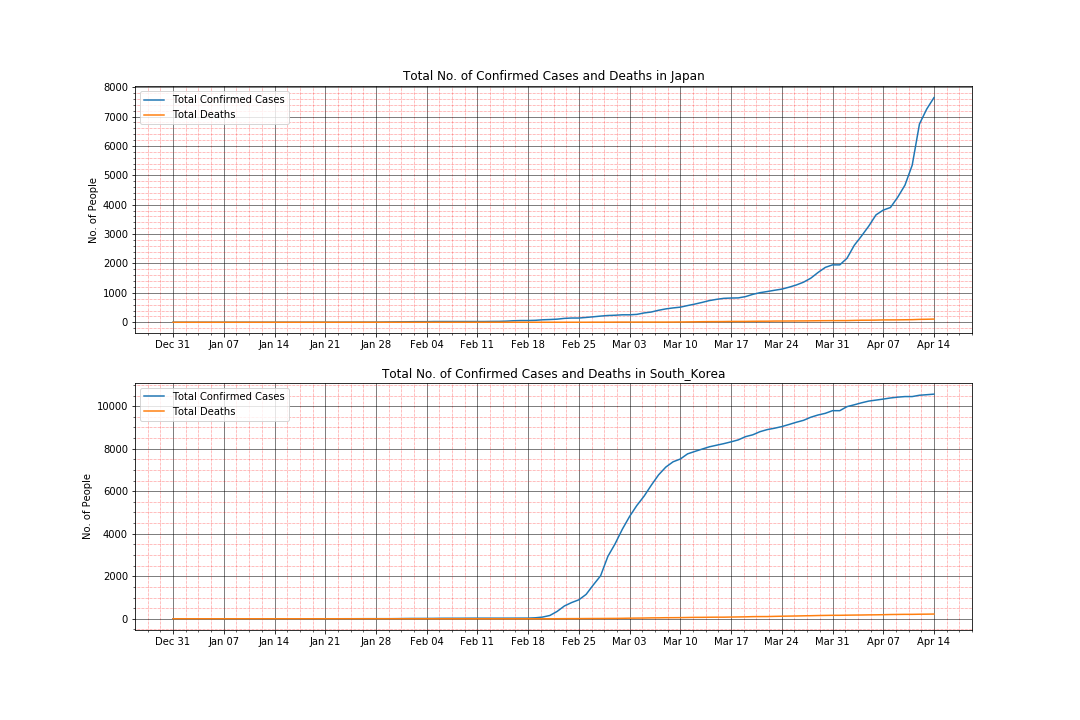 Total No. of Confirmed Cases and Deaths in Japan
8000
7000
6000
5000
4000
3000
2000
1000
0
No. of People
Total Confirmed Cases
Total Deaths
Dec 31 Jan 07 Jan 14 Jan 21 Jan 28 Feb 04 Feb 11 Feb 18 Feb 25 Mar 03 Mar 10 Mar 17 Mar 24 Mar 31 Apr 07 Apr 14
Total No. of Confirmed Cases and Deaths in South_Korea
10000
8000
6000
4000
2000
0
No. of People
Total Confirmed Cases
Total Deaths
Dec 31 Jan 07 Jan 14 Jan 21 Jan 28 Feb 04 Feb 11 Feb 18 Feb 25 Mar 03 Mar 10 Mar 17 Mar 24 Mar 31 Apr 07 Apr 14